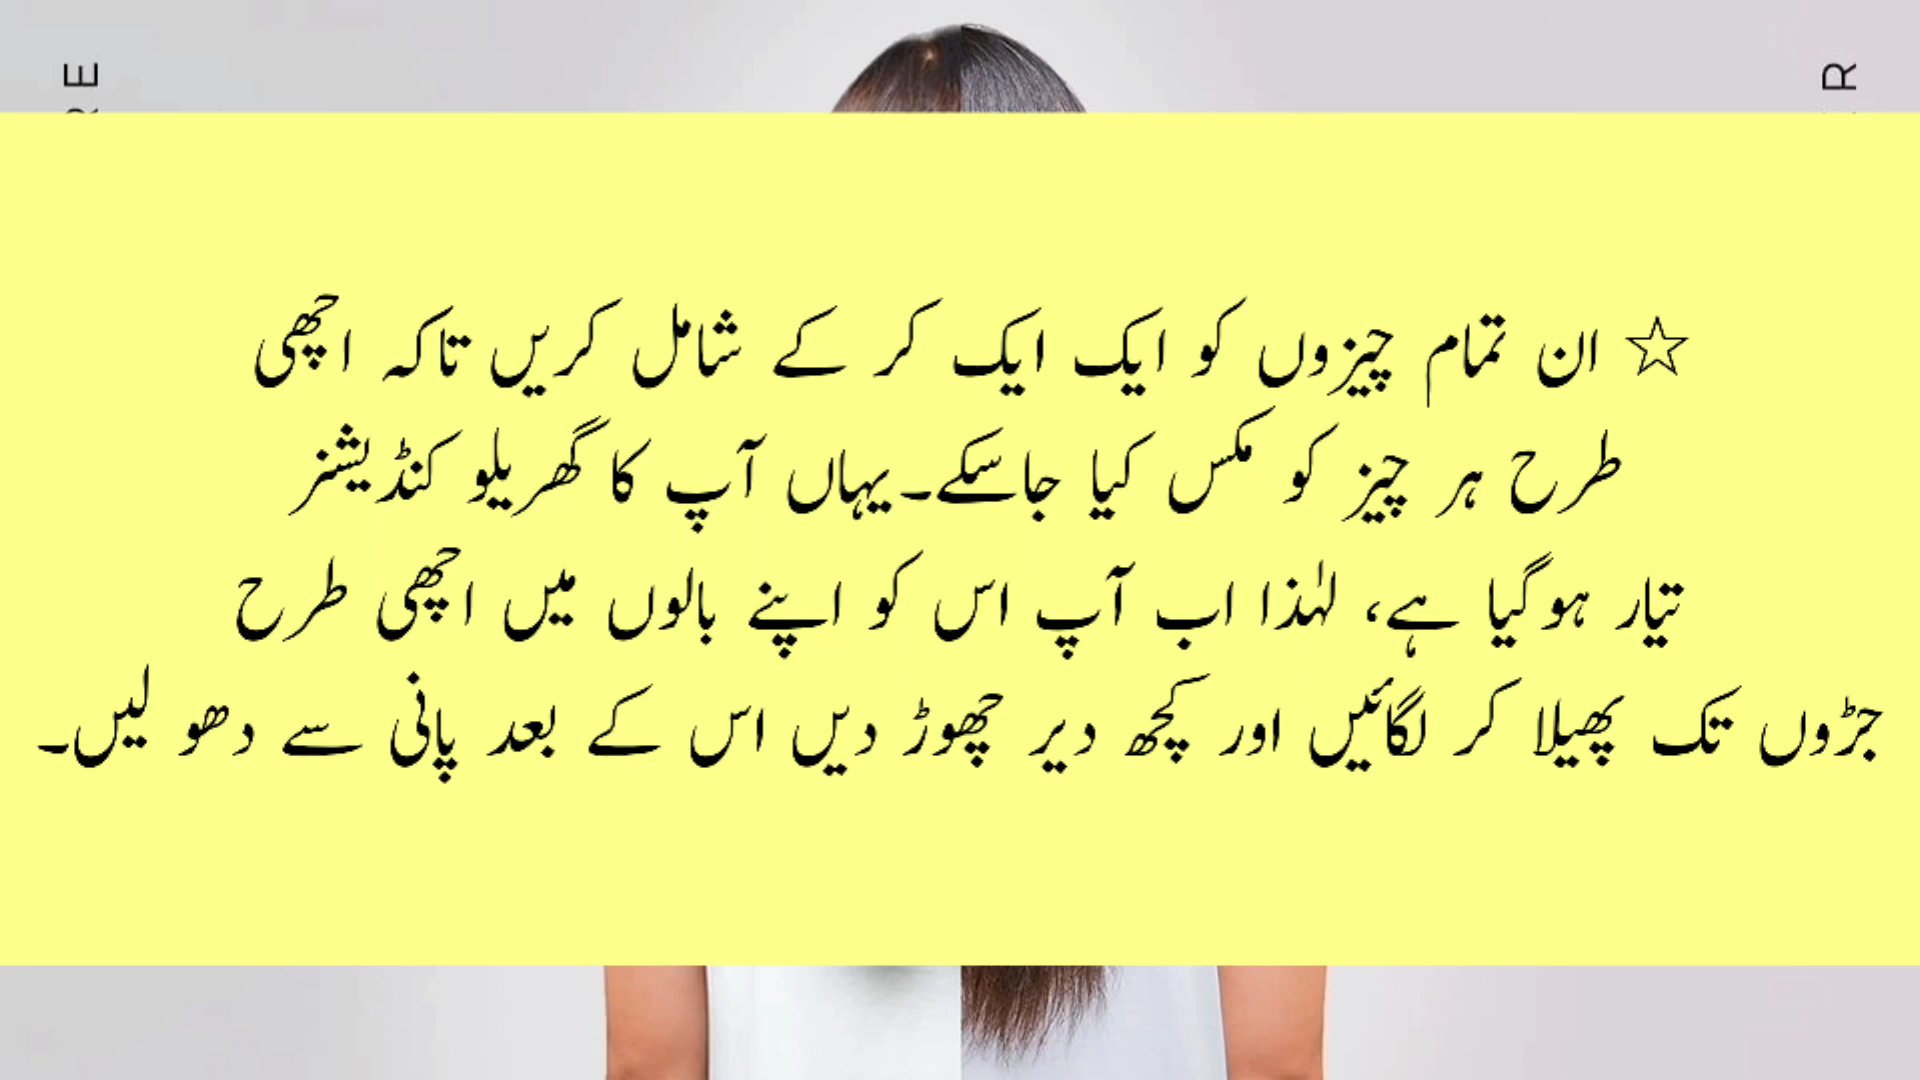 ☆ ان تمام چیزوں کو ایک ایک کر کے شامل کریں تاکہ اچھی
طرح ہر چیز کو مکس کیا جاسکے۔یہاں آپ کا گھریلو کنڈیشنر
تیار ہوگیا ہے، لہٰذا اب آپ اس کو اپنے بالوں میں اچھی طرح
جڑوں تک پھیلا کر لگائیں اور کچھ دیر چھوڑ دیں اس کے بعد پانی سے دھو لیں۔